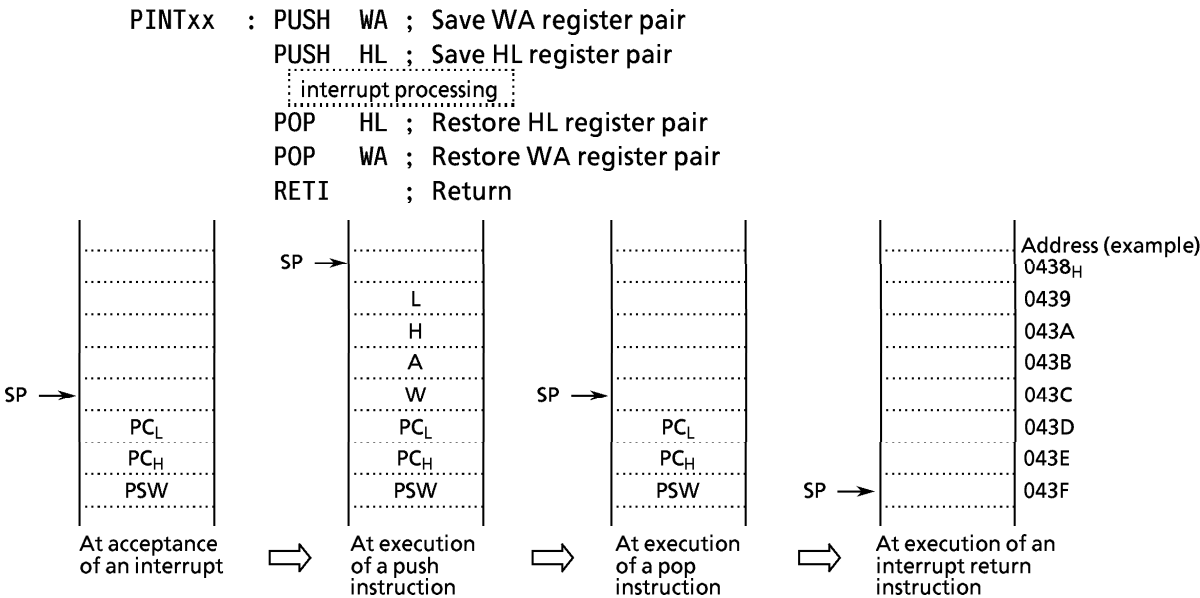 PINTxx : PUSH WA ; Save WA register pair
PUSH HL ; Save HL register pair
interrupt processing
POP HL ; Restore HL register pair
POP WA ; Restore WA register pair
RETI ; Return
Address (example)
SP 0438H
L 0439
H 043A
A 043B
SP W SP 043C
PCL PCL PCL 043D
PCH PCH PCH 043E
PSW PSW PSW SP 043F
At acceptance
of an interrupt
At execution
of a push
instruction
At execution
of a pop
instruction
At execution of an
interrupt return
instruction